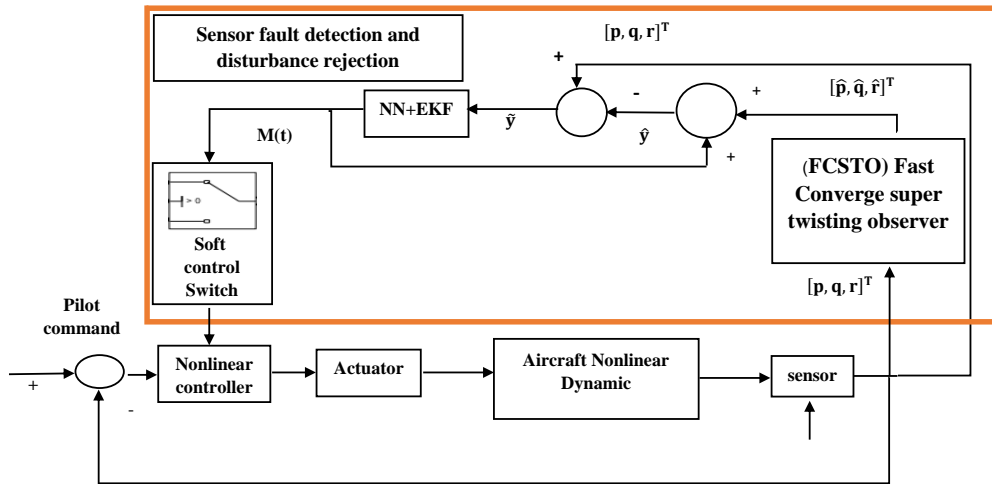 Sensor fault detection and
disturbance rejection
[p, q, r]ᵀ
+
-
+
[p̂, q̂, r̂]ᵀ
NN+EKF
ỹ
ŷ
+
M(t)
(FCSTO) Fast
Converge super
twisting observer
> 0
Soft
control
Switch
[p, q, r]ᵀ
Pilot
command
+
-
Nonlinear
controller
Actuator
Aircraft Nonlinear
Dynamic
sensor